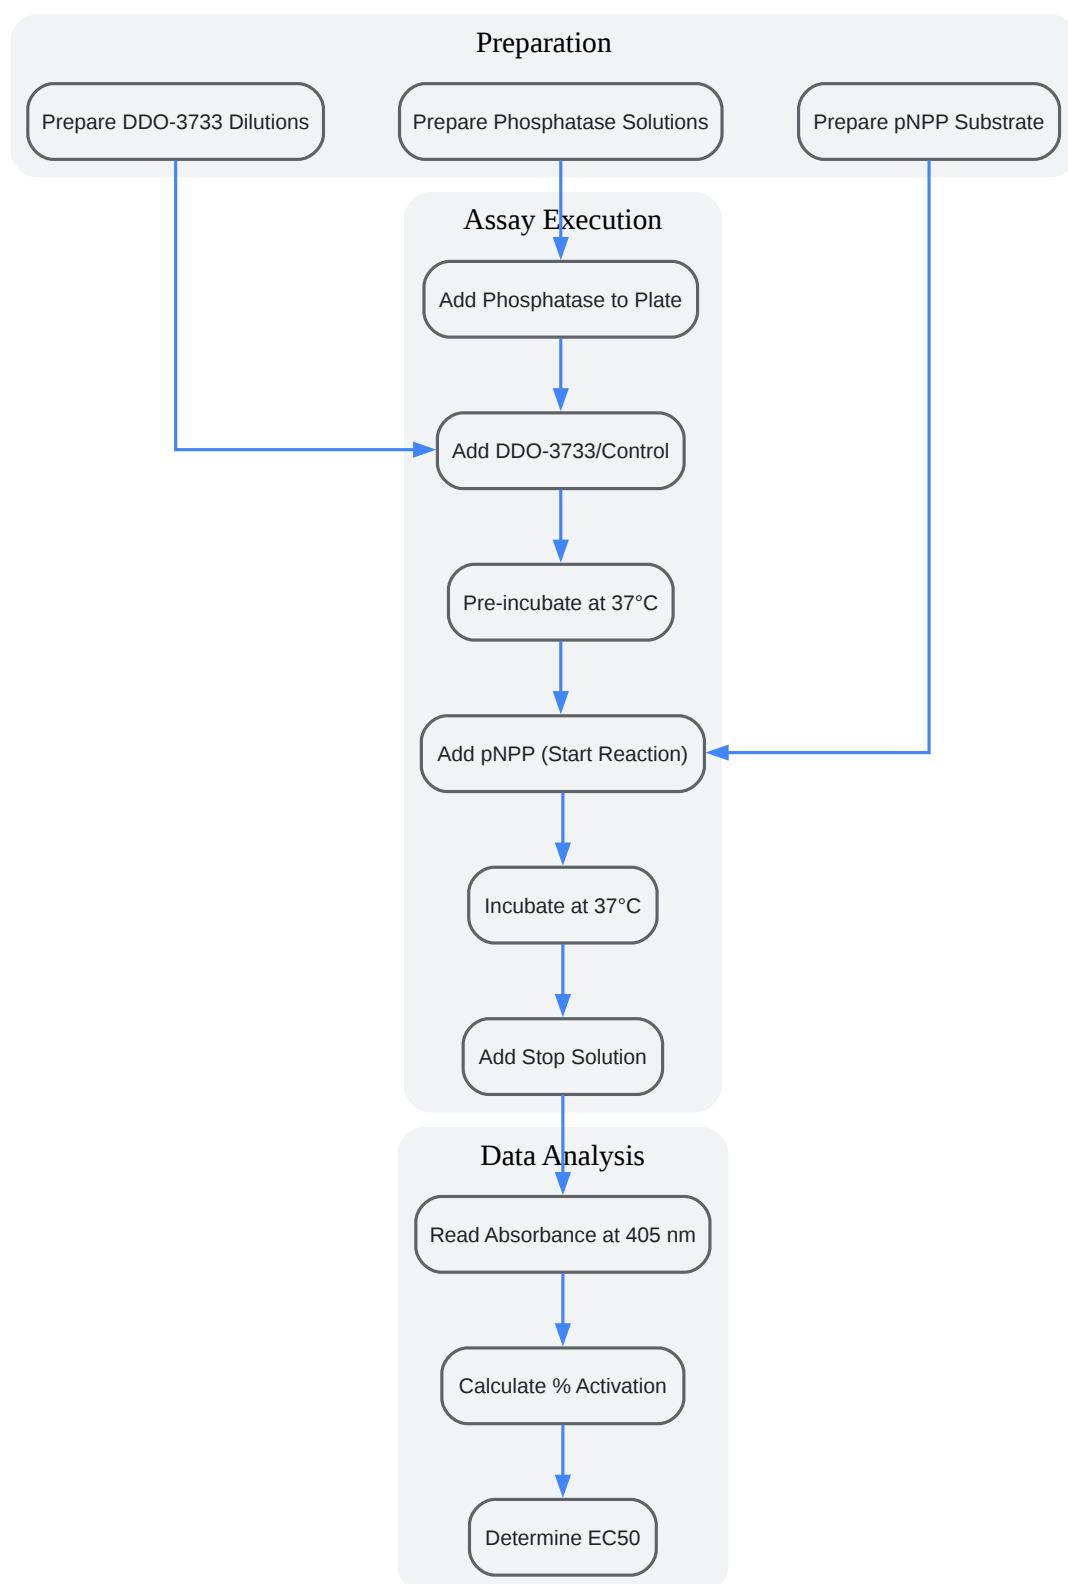 Preparation
Prepare DDO-3733 Dilutions
Prepare Phosphatase Solutions
Prepare pNPP Substrate
Assay Execution
Add Phosphatase to Plate
Add DDO-3733/Control
Pre-incubate at 37°C
Add pNPP (Start Reaction)
Incubate at 37°C
Add Stop Solution
Data Analysis
Read Absorbance at 405 nm
Calculate % Activation
Determine EC50